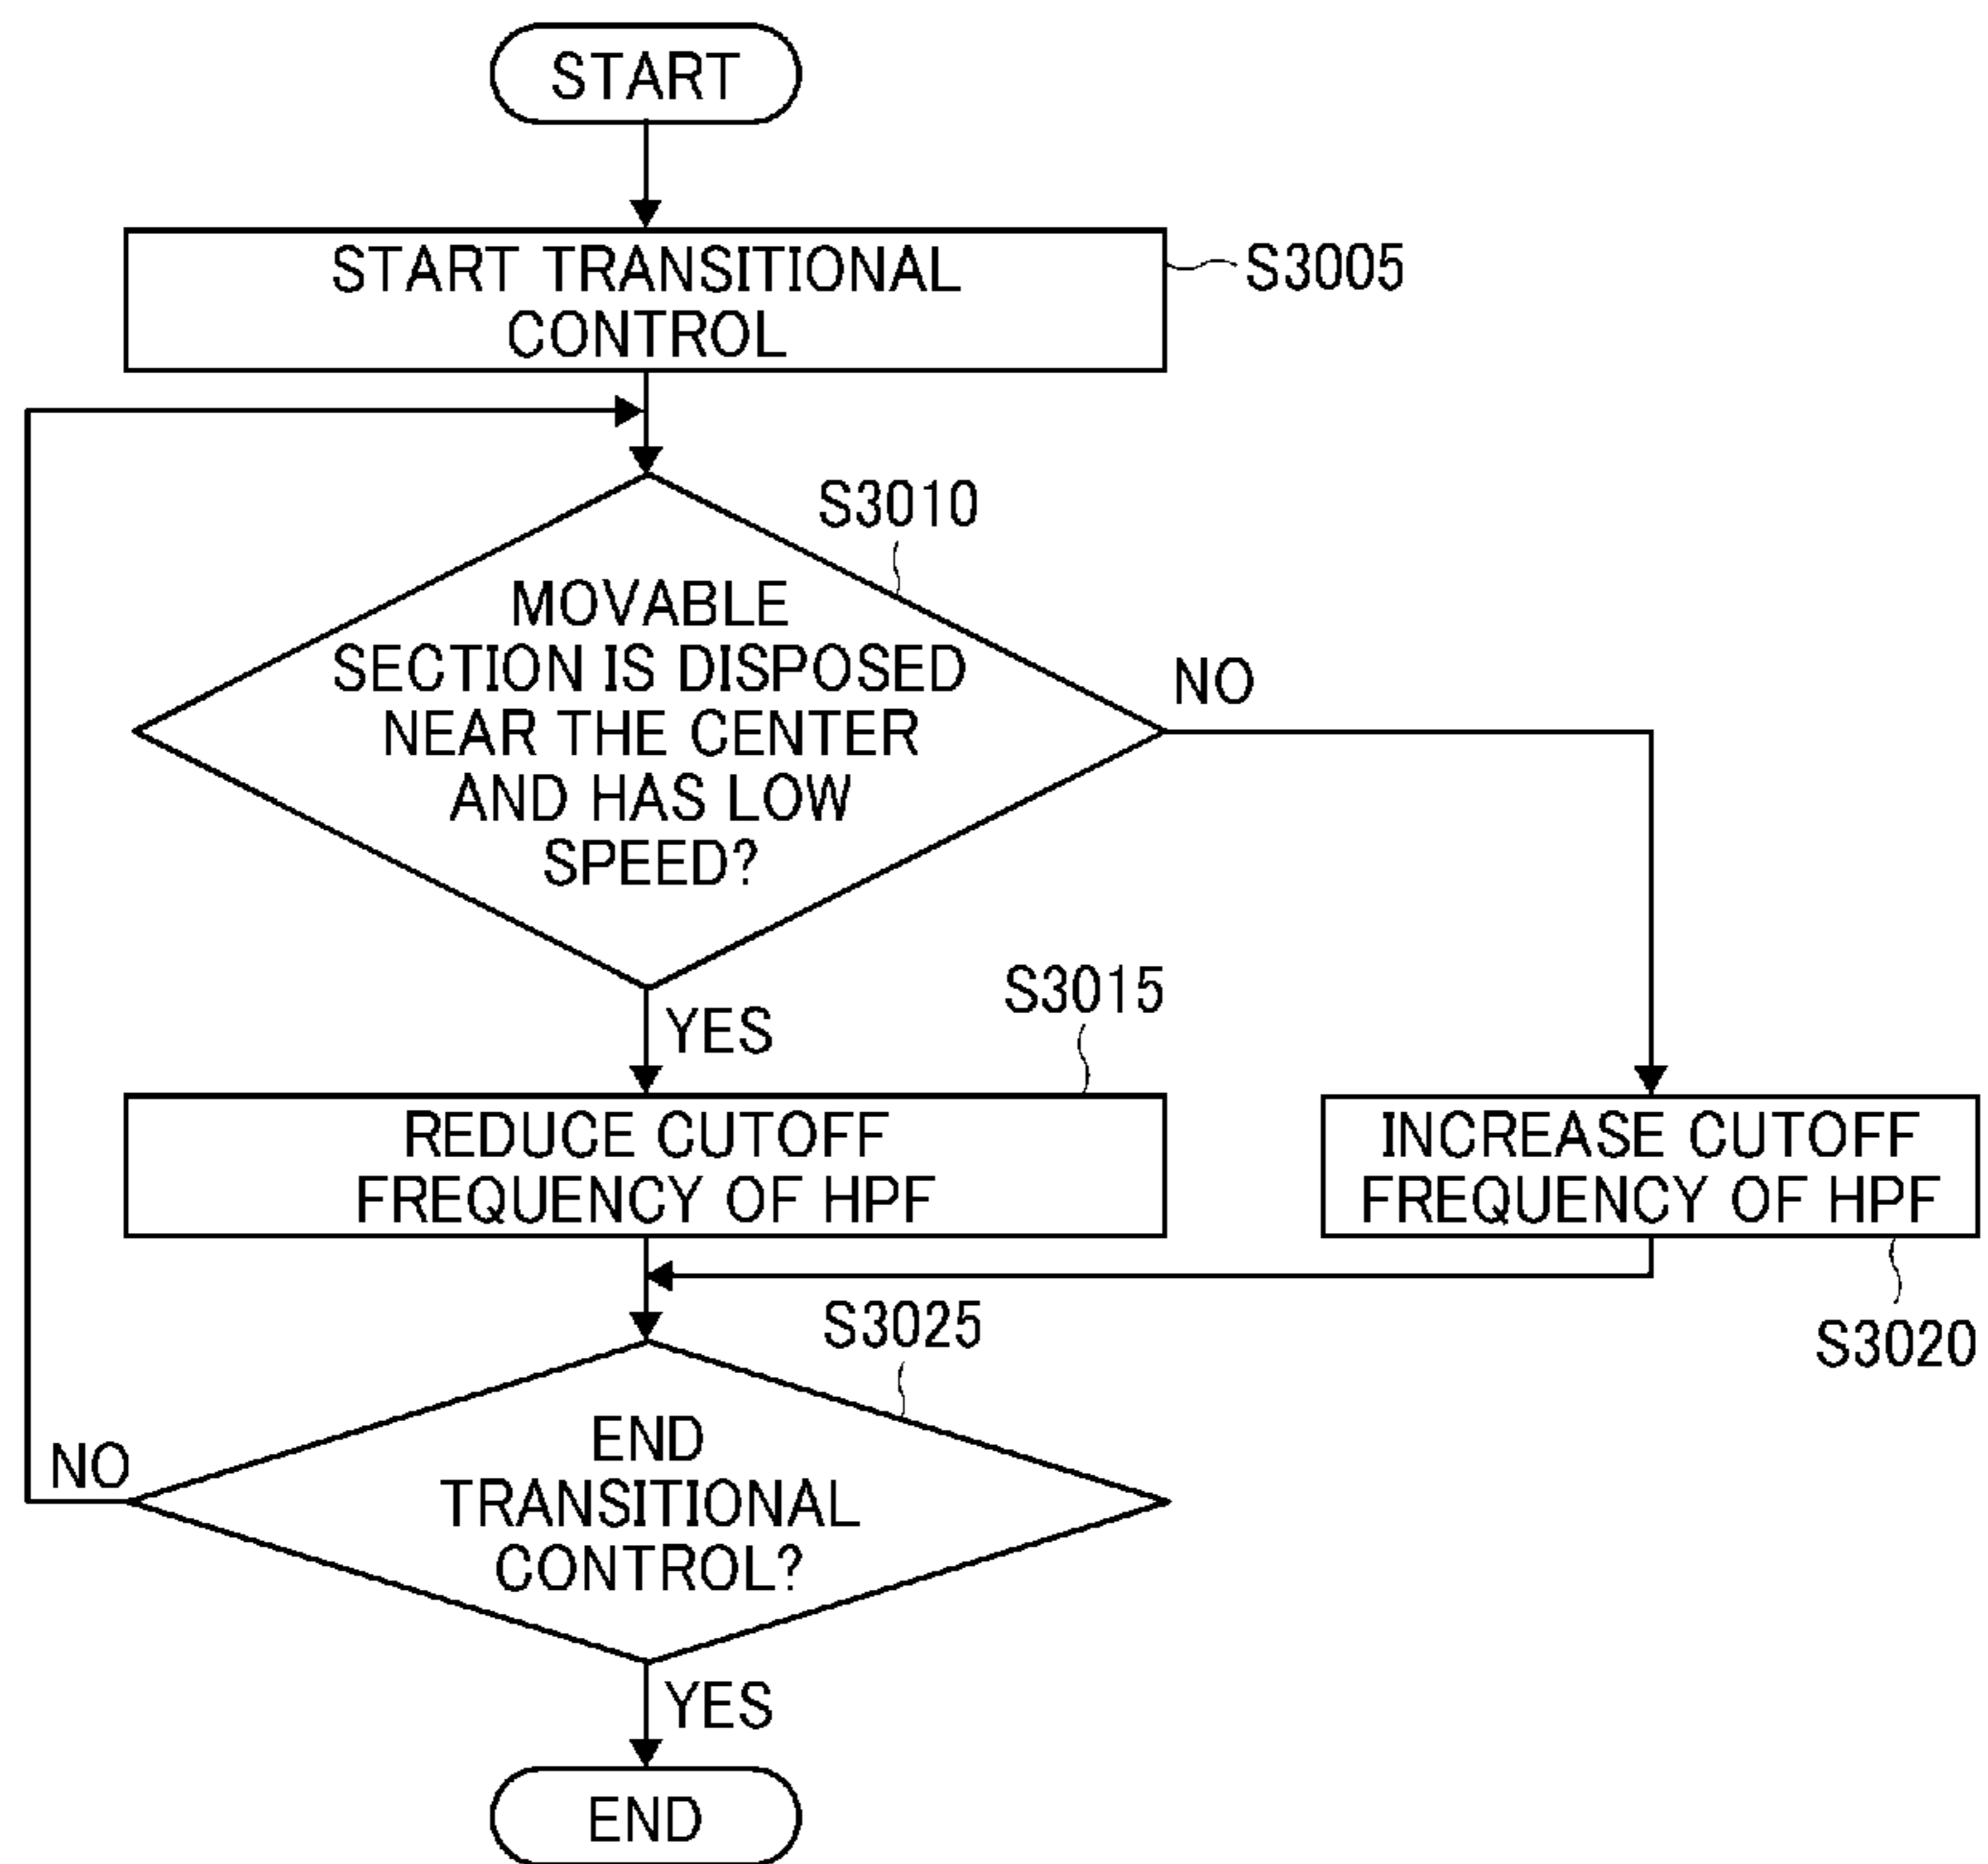 START
START TRANSITIONAL
CONTROL
S3005
S3010
MOVABLE
SECTION IS DISPOSED
NEAR THE CENTER
AND HAS LOW
SPEED?
NO
YES
S3015
REDUCE CUTOFF
FREQUENCY OF HPF
INCREASE CUTOFF
FREQUENCY OF HPF
S3020
S3025
END
TRANSITIONAL
CONTROL?
NO
YES
END